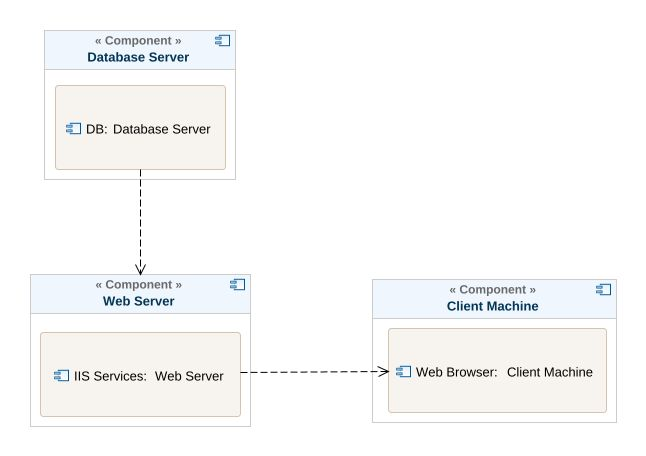 « Component »
Database Server
DB: Database Server
« Component »
Web Server
IIS Services: Web Server
« Component »
Client Machine
Web Browser: Client Machine